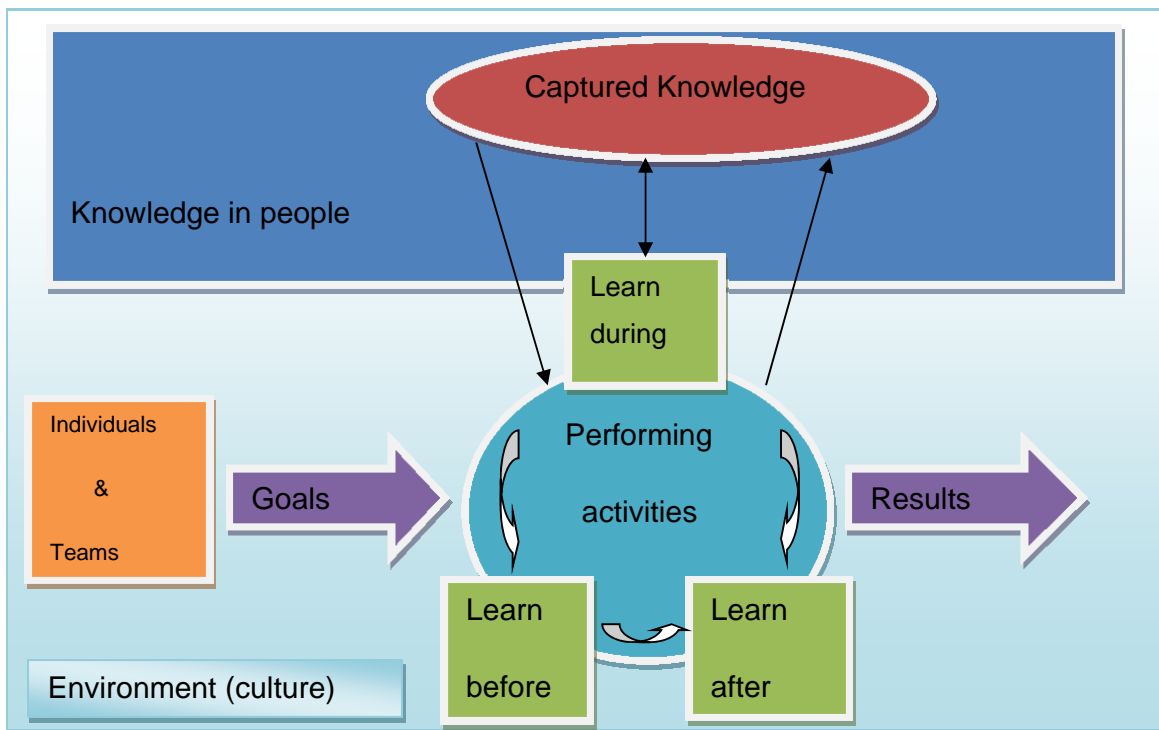 Captured Knowledge
Knowledge in people
Learn
during
Individuals
&
Teams
Goals
Performing
activities
Results
Learn
before
Learn
after
Environment (culture)